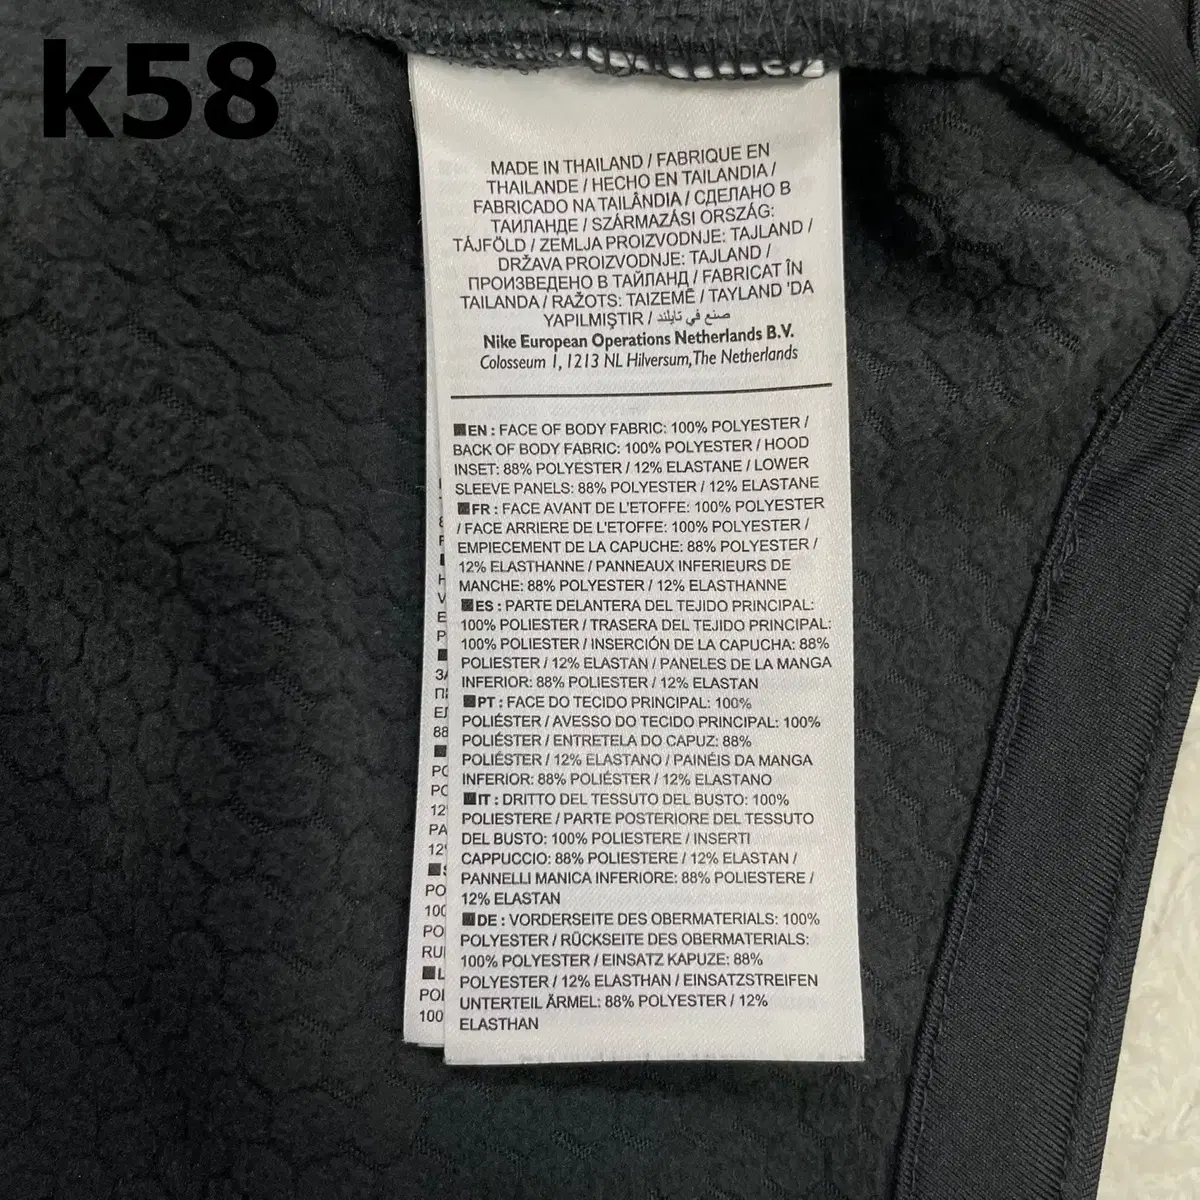 k58
MADE IN THAILAND / FABRIQUE EN
THAILANDE / HECHO EN TAILANDIA /
FABRICADO NA TAILÂNDIA / СДЕЛАНО В
ТАИЛАНДЕ / SZÁRMAZÁSI ORSZÁG:
TÁJFÖLD / ZEMLJA PROIZVODNJE: TAJLAND /
DRŽAVA PROIZVODNJE: TAJLAND /
ПРОИЗВЕДЕНО В ТАЙЛАНД / FABRICAT ÎN
TAILANDA / RAŽOTS: TAIZEMĒ / TAYLAND 'DA
YAPILMIŞTIR / صنع في تايلند
Nike European Operations Netherlands B.V.
Colosseum 1, 1213 NL Hilversum,The Netherlands
EN : FACE OF BODY FABRIC: 100% POLYESTER /
BACK OF BODY FABRIC: 100% POLYESTER / HOOD
INSET: 88% POLYESTER / 12% ELASTANE / LOWER
SLEEVE PANELS: 88% POLYESTER / 12% ELASTANE
FR : FACE AVANT DE L'ETOFFE: 100% POLYESTER
/ FACE ARRIERE DE L'ETOFFE: 100% POLYESTER /
EMPIECEMENT DE LA CAPUCHE: 88% POLYESTER /
12% ELASTHANNE / PANNEAUX INFERIEURS DE
MANCHE: 88% POLYESTER / 12% ELASTHANNE
ES : PARTE DELANTERA DEL TEJIDO PRINCIPAL:
100% POLIESTER / TRASERA DEL TEJIDO PRINCIPAL:
100% POLIESTER / INSERCIÓN DE LA CAPUCHA: 88%
POLIESTER / 12% ELASTAN / PANELES DE LA MANGA
INFERIOR: 88% POLIESTER / 12% ELASTAN
PT : FACE DO TECIDO PRINCIPAL: 100%
POLIÉSTER / AVESSO DO TECIDO PRINCIPAL: 100%
POLIÉSTER / ENTRETELA DO CAPUZ: 88%
POLIÉSTER / 12% ELASTANO / PAINÉIS DA MANGA
INFERIOR: 88% POLIÉSTER / 12% ELASTANO
IT : DRITTO DEL TESSUTO DEL BUSTO: 100%
POLIESTERE / PARTE POSTERIORE DEL TESSUTO
DEL BUSTO: 100% POLIESTERE / INSERTI
CAPPUCCIO: 88% POLIESTERE / 12% ELASTAN /
PANNELLI MANICA INFERIORE: 88% POLIESTERE /
12% ELASTAN
DE : VORDERSEITE DES OBERMATERIALS: 100%
POLYESTER / RÜCKSEITE DES OBERMATERIALS:
100% POLYESTER / EINSATZ KAPUZE: 88%
POLYESTER / 12% ELASTHAN / EINSATZSTREIFEN
UNTERTEIL ÄRMEL: 88% POLYESTER / 12%
ELASTHAN